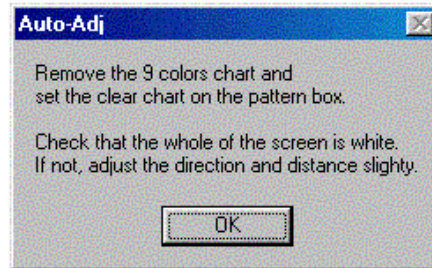 Auto-Adj
Remove the 9 colors chart and
set the clear chart on the pattern box.
Check that the whole of the screen is white.
If not, adjust the direction and distance slighty.
OK